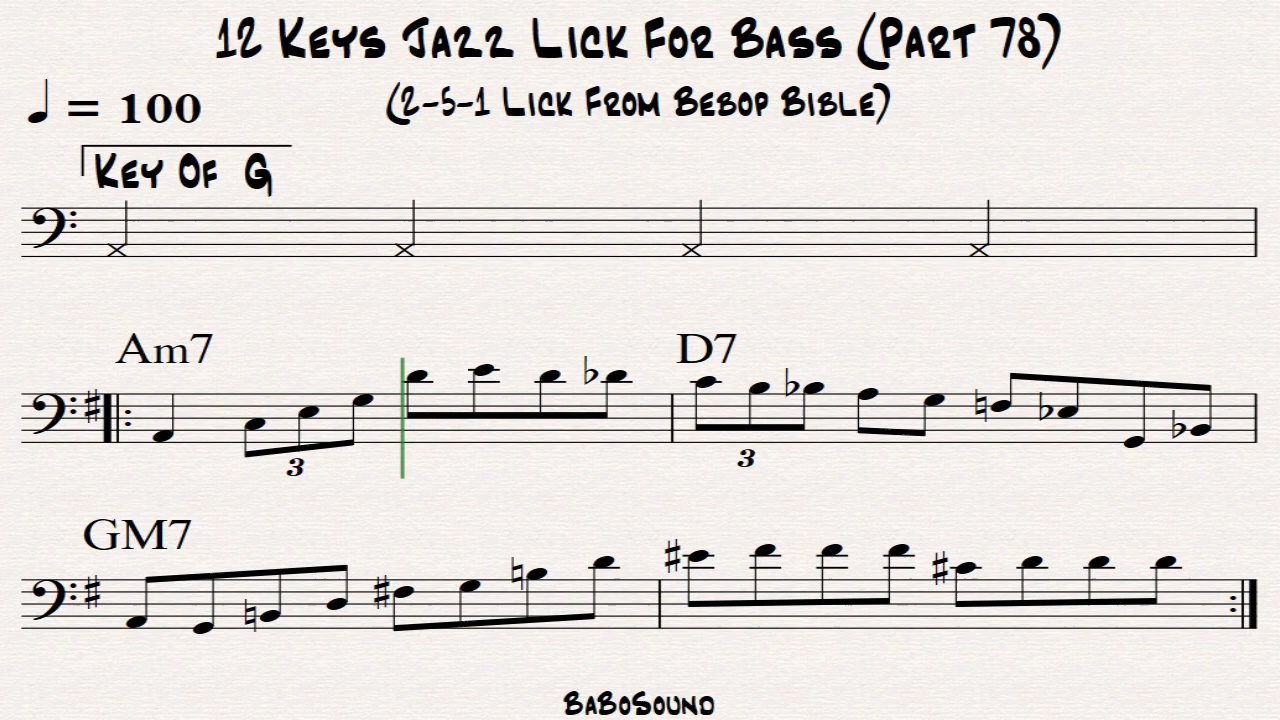 12 Keys Jazz Lick For Bass (Part 78)
(2-5-1 Lick From Bebop Bible)
♩ = 100
Key Of G
Am7 D7
3 3
GM7
BaBoSound